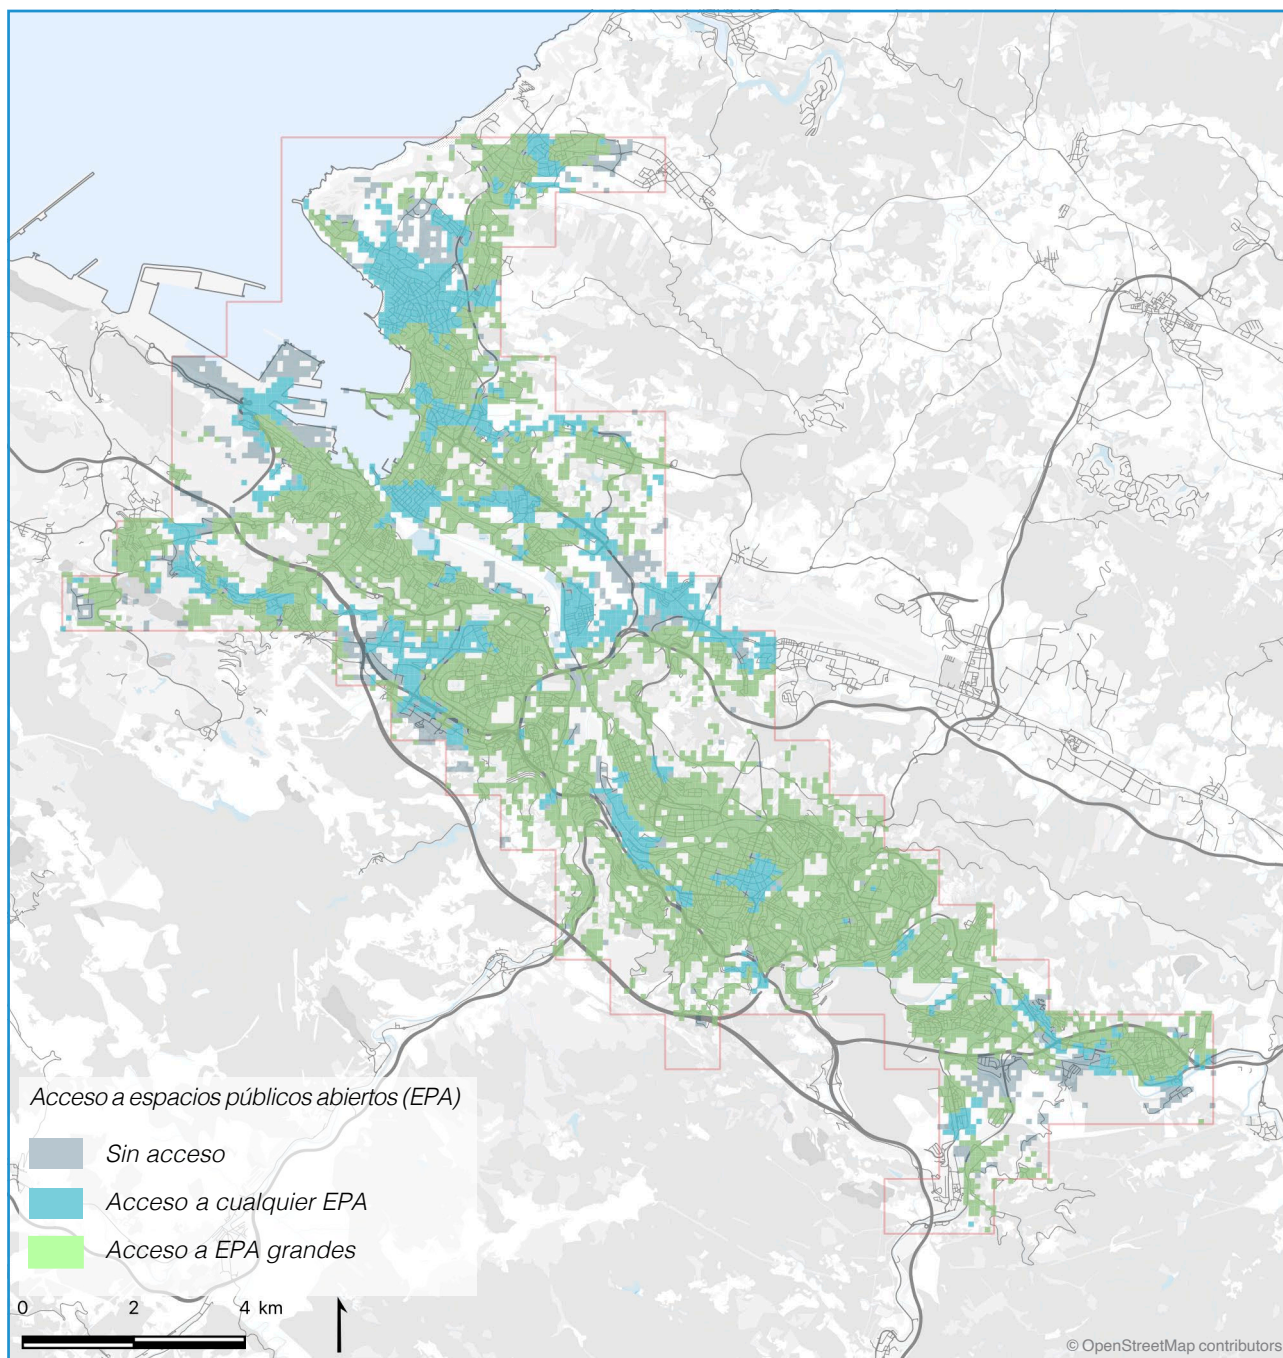 Acceso a espacios públicos abiertos (EPA)
Sin acceso
Acceso a cualquier EPA
Acceso a EPA grandes
0 2 4 km
© OpenStreetMap contributors